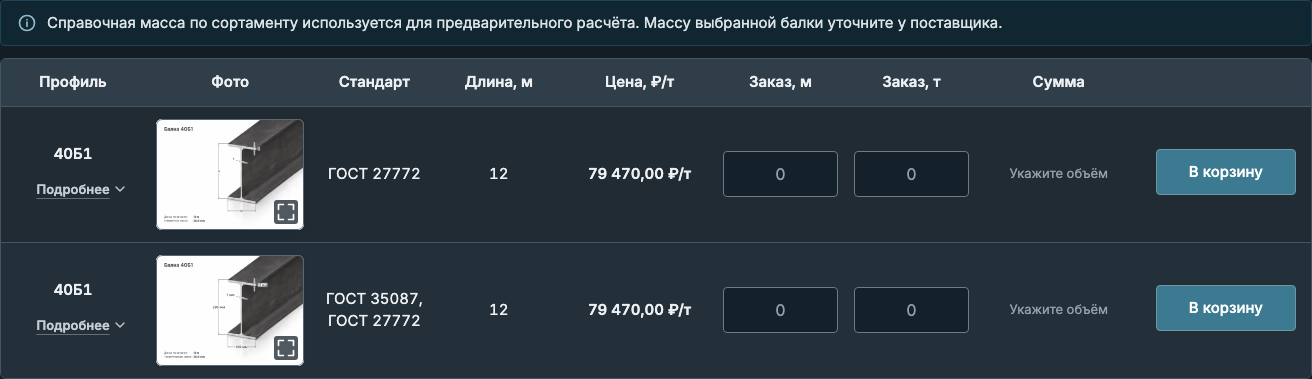 Справочная масса по сортаменту используется для предварительного расчёта. Массу выбранной балки уточните у поставщика.
Профиль Фото Стандарт Длина, м Цена, ₽/т Заказ, м Заказ, т Сумма
40Б1
Подробнее
Балка 40Б1
ГОСТ 27772 12 79 470,00 ₽/т 0 0 Укажите объём В корзину
40Б1
Подробнее
Балка 40Б1
ГОСТ 35087,
ГОСТ 27772
12 79 470,00 ₽/т 0 0 Укажите объём В корзину